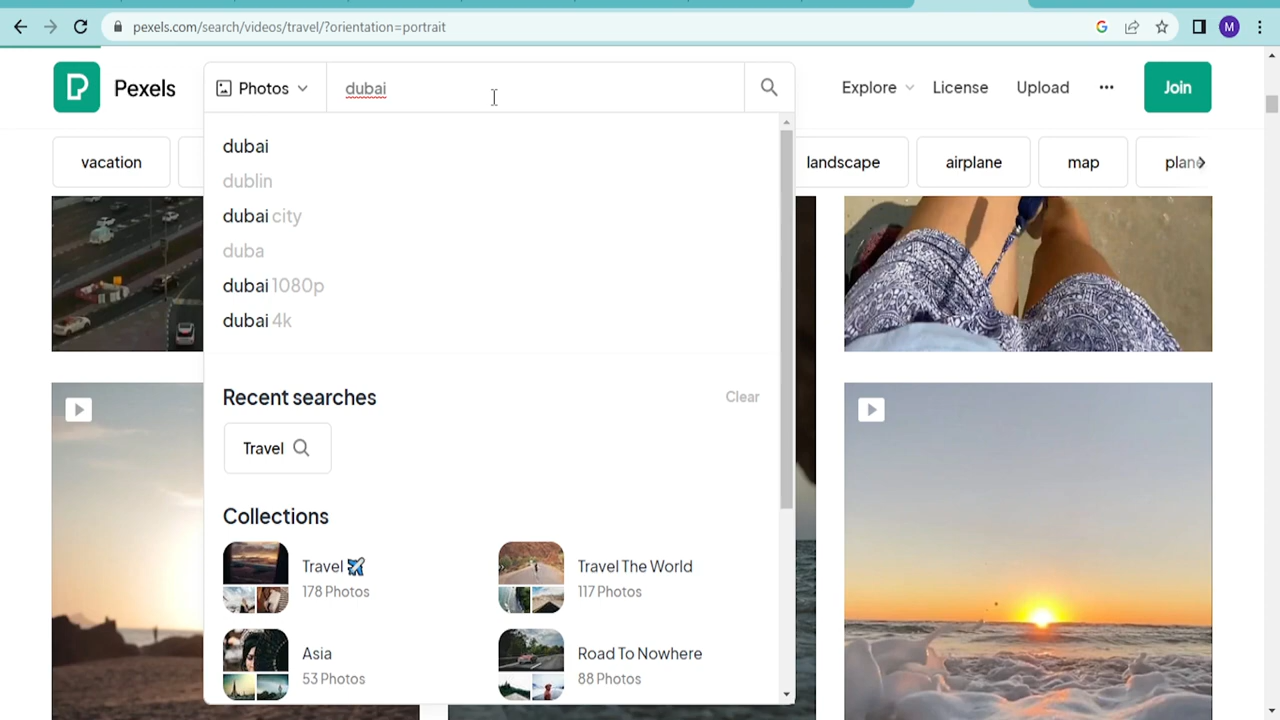 pexels.com/search/videos/travel/?orientation=portrait
M
Pexels
Photos
dubai
Explore
License
Upload
Join
vacation
landscape
airplane
map
plane
dubai
dublin
dubai city
duba
dubai 1080p
dubai 4k
Recent searches
Clear
Travel
Collections
Travel ✈️
178 Photos
Travel The World
117 Photos
Asia
53 Photos
Road To Nowhere
88 Photos